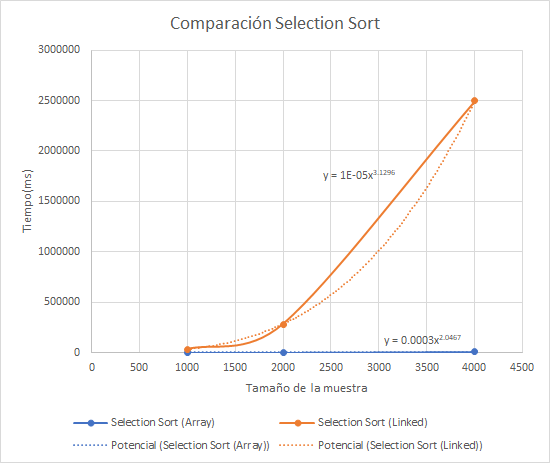 Comparación Selection Sort
3000000
2500000
2000000
1500000
1000000
500000
0
Tiempo(ms)
y = 1E-05x^3.1296
y = 0.0003x^2.0467
0 500 1000 1500 2000 2500 3000 3500 4000 4500
Tamaño de la muestra
Selection Sort (Array) Selection Sort (Linked)
Potencial (Selection Sort (Array)) Potencial (Selection Sort (Linked))